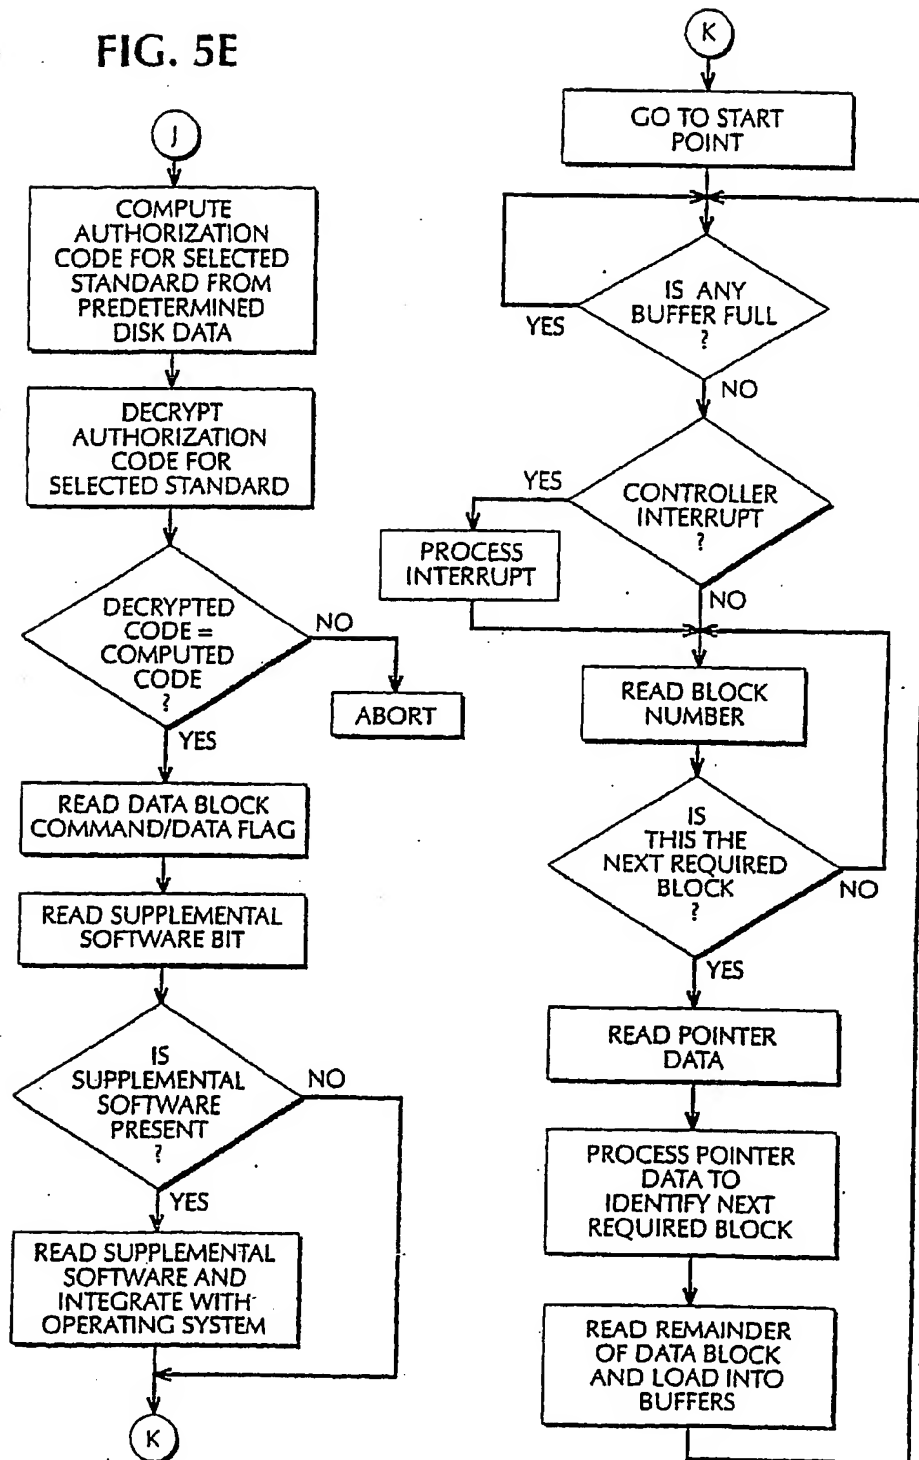 FIG. 5E
J
COMPUTE
AUTHORIZATION
CODE FOR SELECTED
STANDARD FROM
PREDETERMINED
DISK DATA
DECRYPT
AUTHORIZATION
CODE FOR
SELECTED STANDARD
DECRYPTED
CODE =
COMPUTED
CODE
?
NO
ABORT
YES
READ DATA BLOCK
COMMAND/DATA FLAG
READ SUPPLEMENTAL
SOFTWARE BIT
IS
SUPPLEMENTAL
SOFTWARE
PRESENT
?
NO
YES
READ SUPPLEMENTAL
SOFTWARE AND
INTEGRATE WITH
OPERATING SYSTEM
K
K
GO TO START
POINT
IS ANY
BUFFER FULL
?
YES
NO
CONTROLLER
INTERRUPT
?
YES
PROCESS
INTERRUPT
NO
READ BLOCK
NUMBER
IS
THIS THE
NEXT REQUIRED
BLOCK
?
NO
YES
READ POINTER
DATA
PROCESS POINTER
DATA TO
IDENTIFY NEXT
REQUIRED BLOCK
READ REMAINDER
OF DATA BLOCK
AND LOAD INTO
BUFFERS